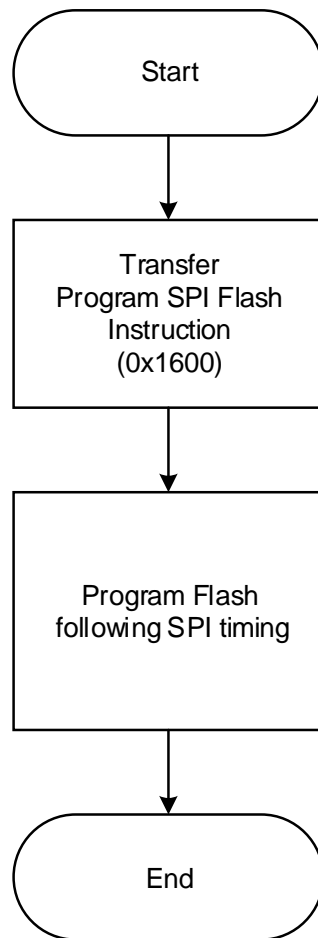 Start
Transfer
Program SPI Flash
Instruction
(0x1600)
Program Flash
following SPI timing
End